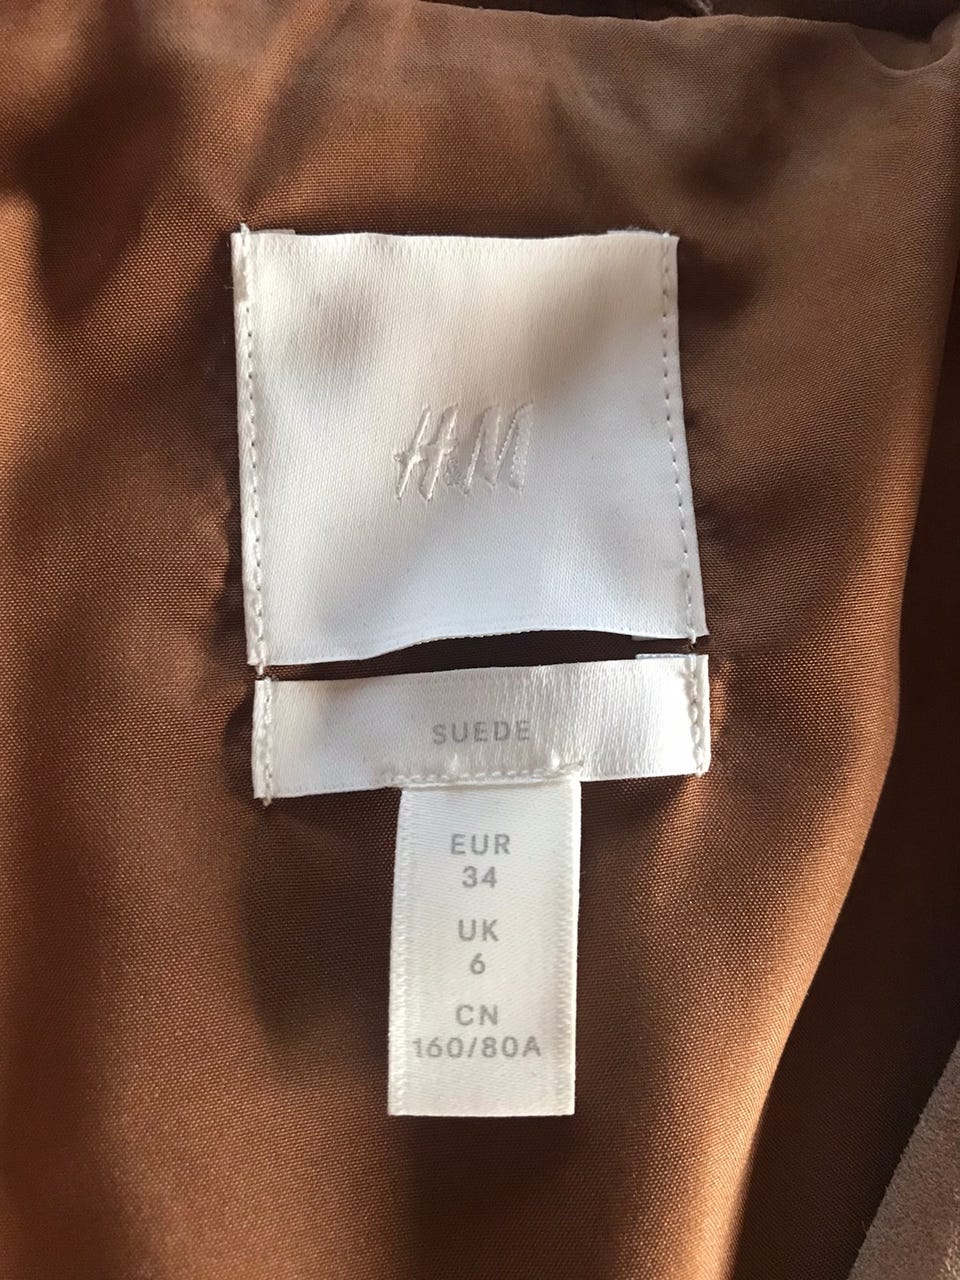 H&M
SUEDE
EUR
34
UK
6
CN
160/80A